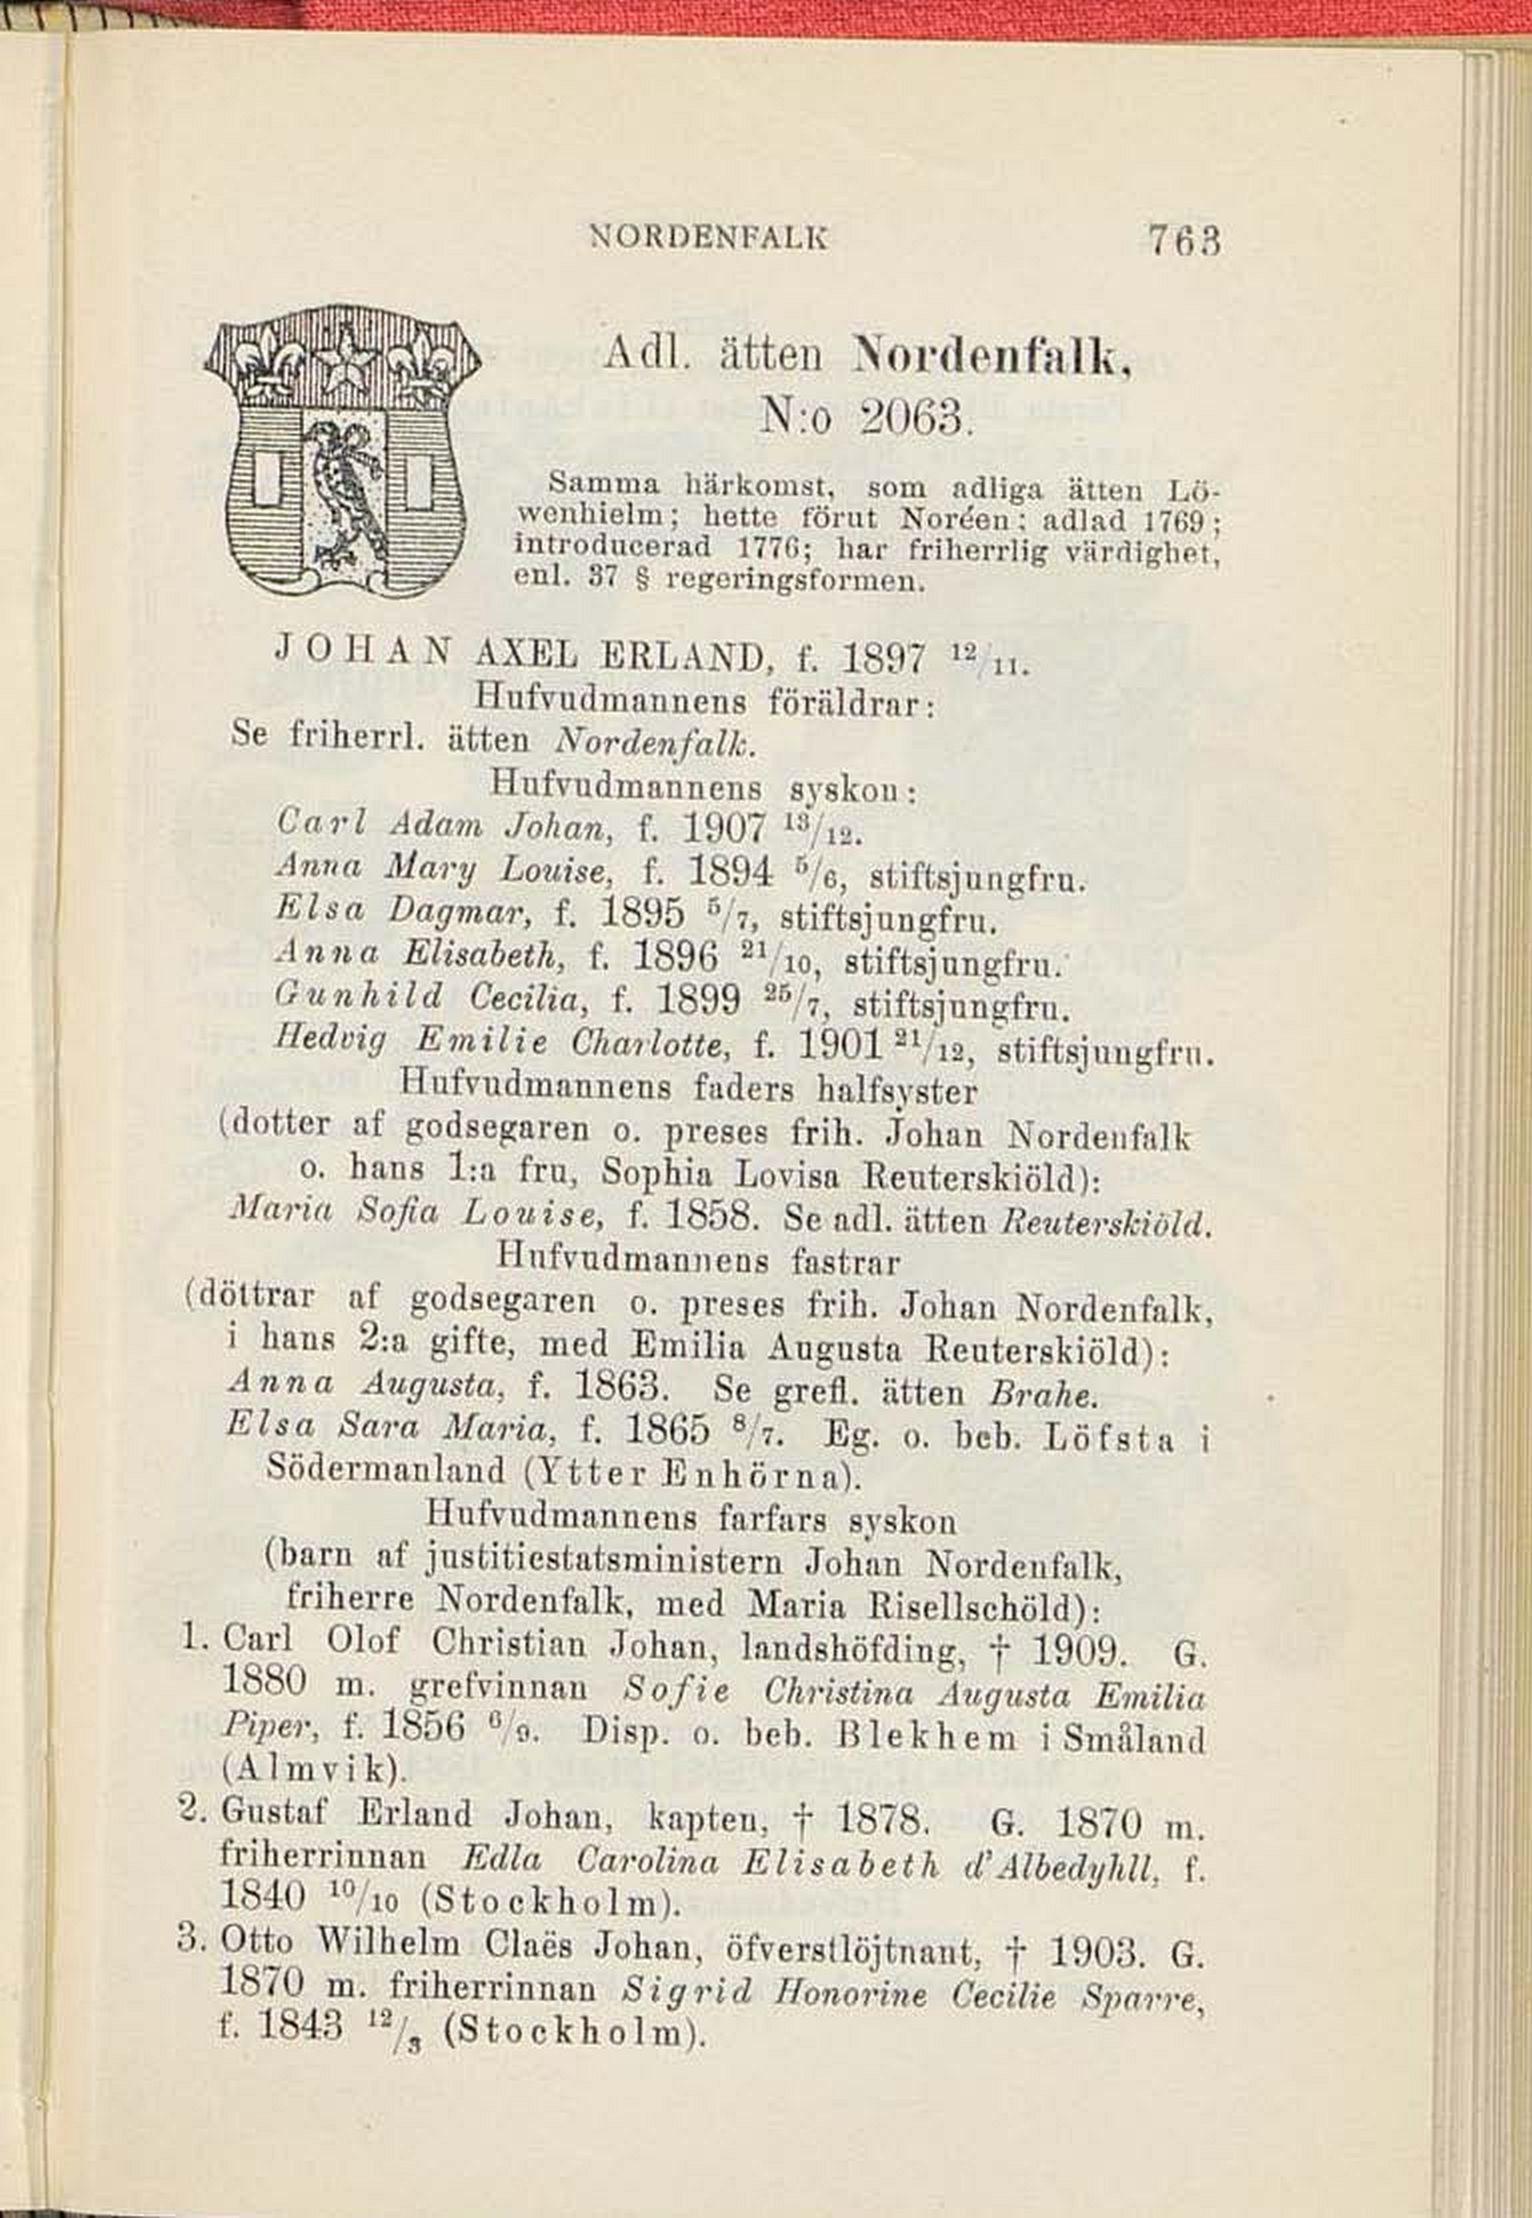 NORDENFALK 763
Adl. ätten Nordenfalk,
N:o 2063.
Samma härkomst, som adliga ätten Lö-
wenhielm; hette förut Noréen; adlad 1769;
introducerad 1776; har friherrlig värdighet,
enl. 37 § regeringsformen.
JOHAN AXEL ERLAND, f. 1897 12/11.
Hufvudmannens föräldrar:
Se friherrl. ätten Nordenfalk.
Hufvudmannens syskon:
Carl Adam Johan, f. 1907 13/12.
Anna Mary Louise, f. 1894 5/6, stiftsjungfru.
Elsa Dagmar, f. 1895 5/7, stiftsjungfru.
Anna Elisabeth, f. 1896 21/10, stiftsjungfru.
Gunhild Cecilia, f. 1899 25/7, stiftsjungfru.
Hedvig Emilie Charlotte, f. 1901 21/12, stiftsjungfru.
Hufvudmannens faders halfsyster
(dotter af godsegaren o. preses frih. Johan Nordenfalk
o. hans 1:a fru, Sophia Lovisa Reuterskiöld):
Maria Sofia Louise, f. 1858. Se adl. ätten Reuterskiöld.
Hufvudmannens fastrar
(döttrar af godsegaren o. preses frih. Johan Nordenfalk,
i hans 2:a gifte, med Emilia Augusta Reuterskiöld):
Anna Augusta, f. 1863. Se grefl. ätten Brahe.
Elsa Sara Maria, f. 1865 8/7. Eg. o. beb. Löfsta i
Södermanland (Ytter Enhörna).
Hufvudmannens farfars syskon
(barn af justitiestatsministern Johan Nordenfalk,
friherre Nordenfalk, med Maria Risellschöld):
1. Carl Olof Christian Johan, landshöfding, † 1909. G.
1880 m. grefvinnan Sofie Christina Augusta Emilia
Piper, f. 1856 6/9. Disp. o. beb. Blekhem i Småland
(Almvik).
2. Gustaf Erland Johan, kapten, † 1878. G. 1870 m.
friherrinnan Edla Carolina Elisabeth d'Albedyhll, f.
1840 10/10 (Stockholm).
3. Otto Wilhelm Claës Johan, öfverstlöjtnant, † 1903. G.
1870 m. friherrinnan Sigrid Honorine Cecilie Sparre,
f. 1843 12/3 (Stockholm).